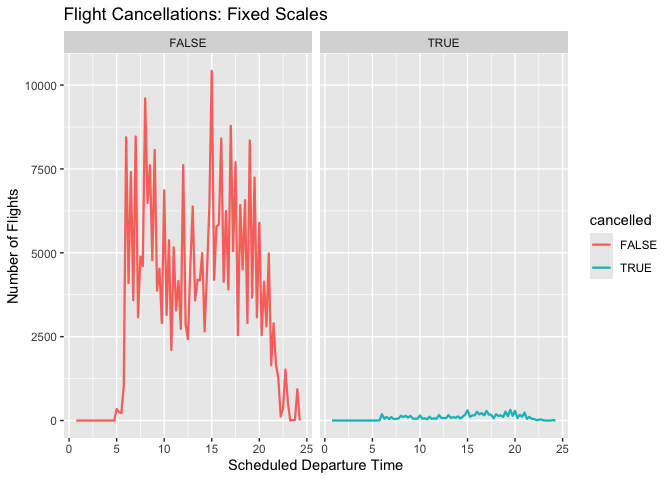 Flight Cancellations: Fixed Scales
FALSE
TRUE
Number of Flights
10000
7500
5000
2500
0
0 5 10 15 20 25
0 5 10 15 20 25
Scheduled Departure Time
cancelled
FALSE
TRUE